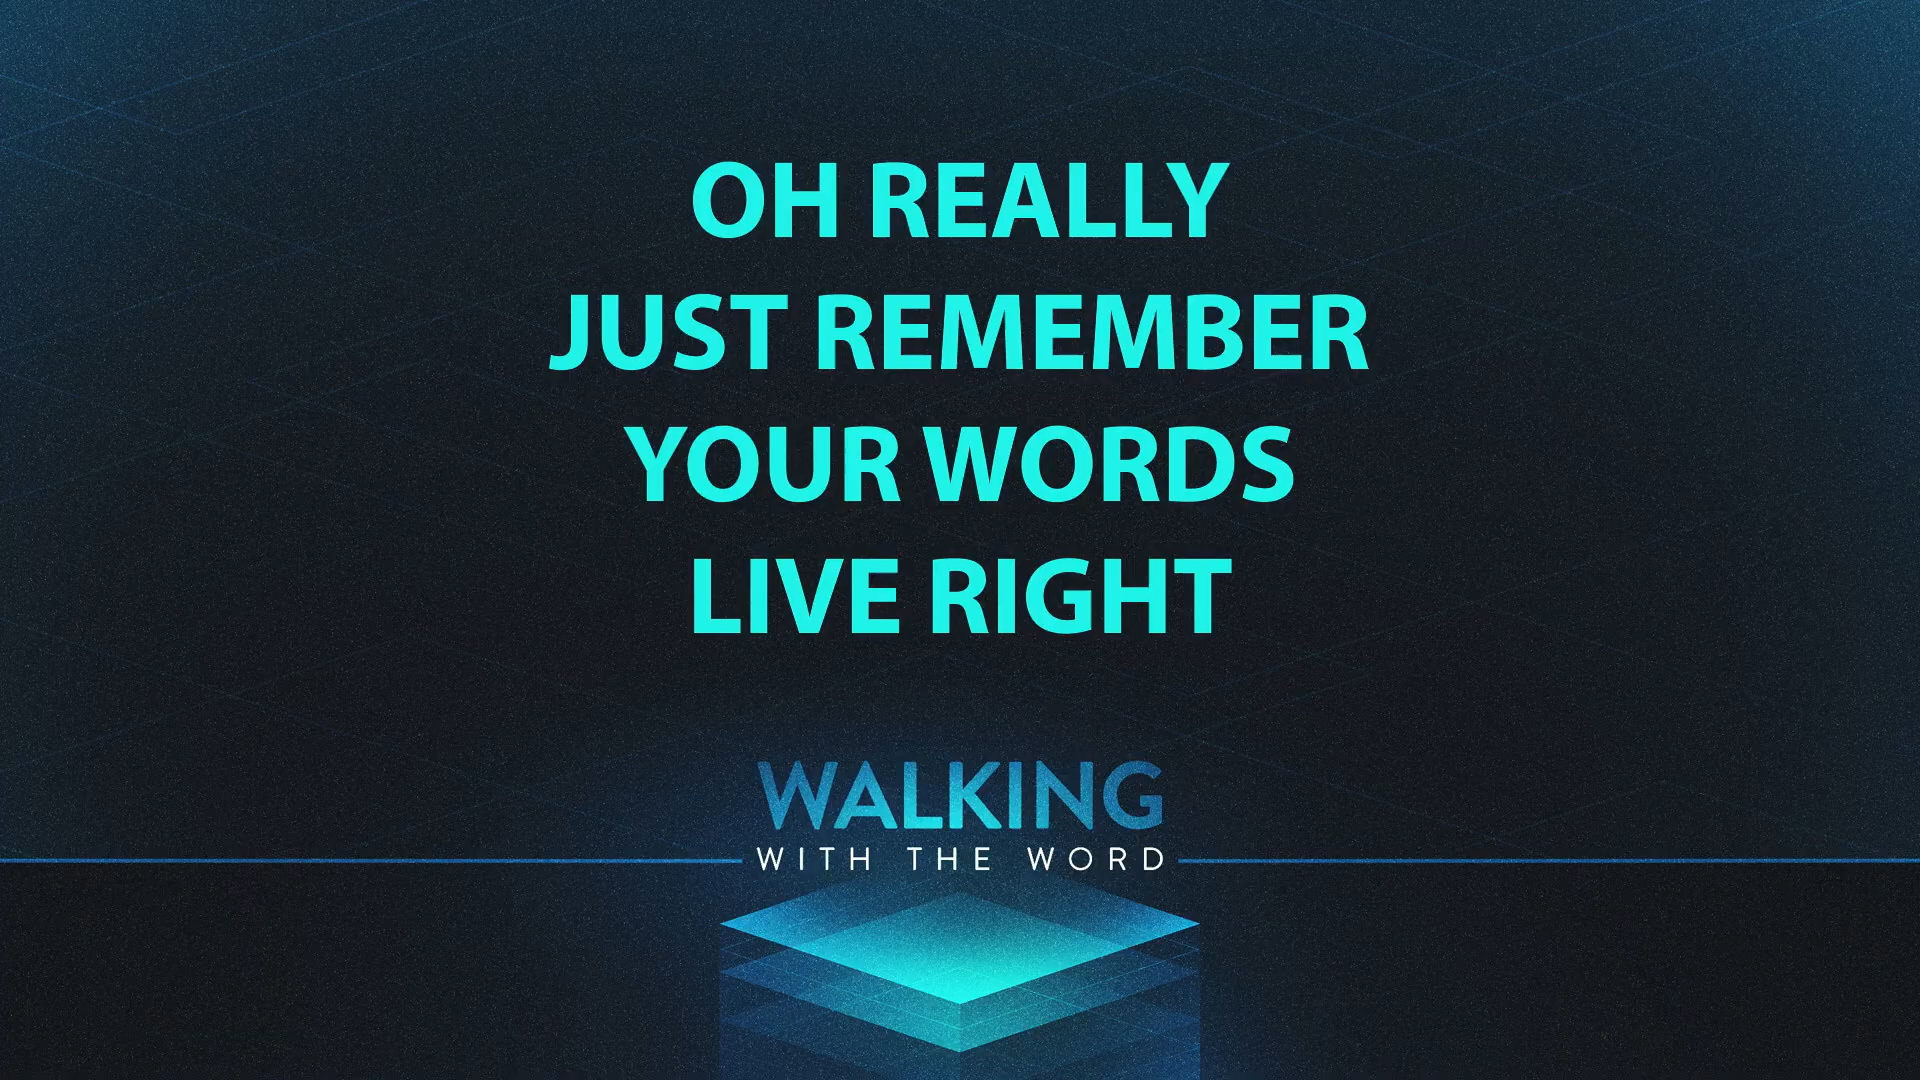 OH REALLY
JUST REMEMBER
YOUR WORDS
LIVE RIGHT
WALKING
WITH THE WORD